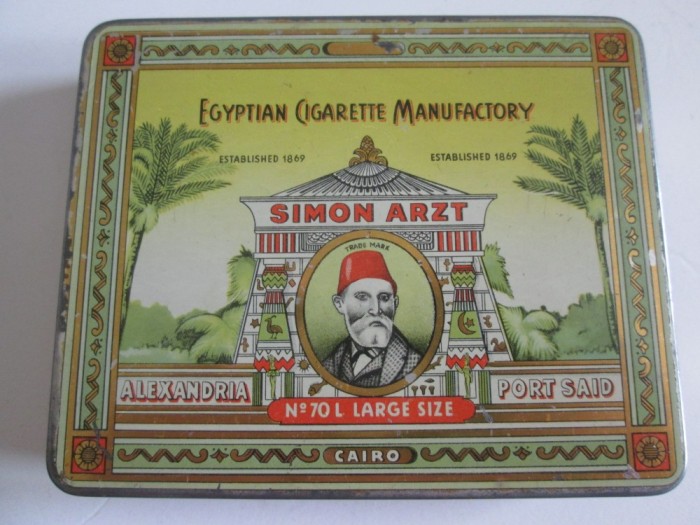 EGYPTIAN CIGARETTE MANUFACTORY
ESTABLISHED 1869 ESTABLISHED 1869
SIMON ARZT
TRADE MARK
ALEXANDRIA PORT SAID
Nº 70 L LARGE SIZE
CAIRO